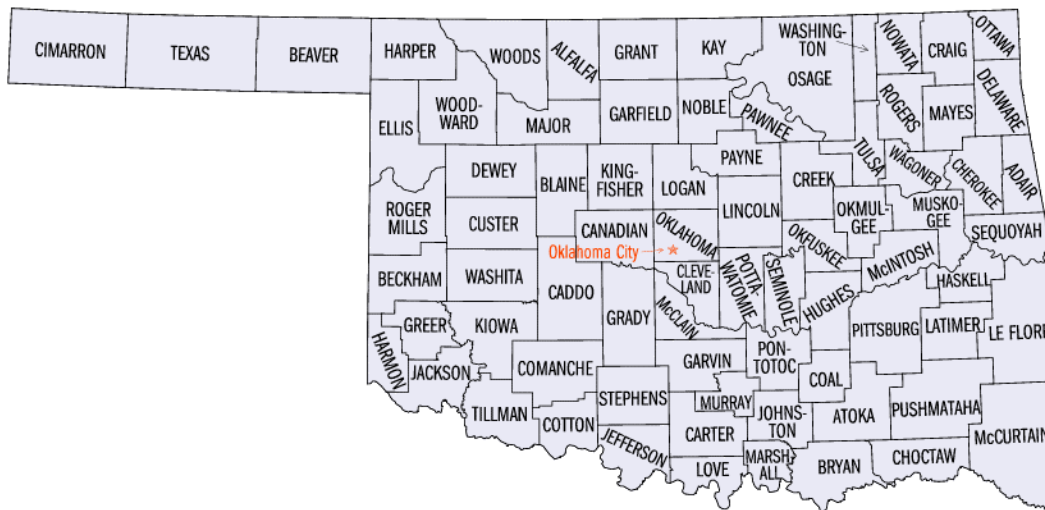 CIMARRON
TEXAS
BEAVER
HARPER
WOODS
ALFALFA
GRANT
KAY
WASHING-
TON
OSAGE
NOWATA
CRAIG
OTTAWA
ELLIS
WOOD-
WARD
MAJOR
GARFIELD
NOBLE
PAWNEE
ROGERS
MAYES
DELAWARE
DEWEY
BLAINE
KING-
FISHER
LOGAN
PAYNE
CREEK
TULSA
WAGONER
CHEROKEE
ADAIR
ROGER
MILLS
CUSTER
CANADIAN
OKLAHOMA
LINCOLN
OKFUSKEE
OKMUL-
GEE
MUSKO-
GEE
SEQUOYAH
Oklahoma City
BECKHAM
WASHITA
CADDO
GRADY
CLEVE-
LAND
McCLAIN
POTTA-
WATOMIE
SEMINOLE
HUGHES
McINTOSH
HASKELL
HARMON
GREER
KIOWA
JACKSON
COMANCHE
GARVIN
PON-
TOTOC
PITTSBURG
LATIMER
LE FLORE
TILLMAN
COTTON
STEPHENS
MURRAY
JOHNS-
TON
COAL
ATOKA
PUSHMATAHA
McCURTAIN
JEFFERSON
CARTER
LOVE
MARSH-
ALL
BRYAN
CHOCTAW